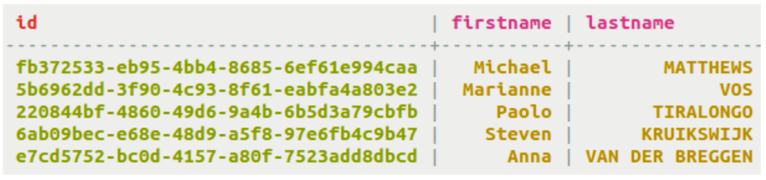 id | firstname | lastname
--------------------------------------+-----------+-----------------
fb372533-eb95-4bb4-8685-6ef61e994caa | Michael | MATTHEWS
5b6962dd-3f90-4c93-8f61-eabfa4a803e2 | Marianne | VOS
220844bf-4860-49d6-9a4b-6b5d3a79cbfb | Paolo | TIRALONGO
6ab09bec-e68e-48d9-a5f8-97e6fb4c9b47 | Steven | KRUIKSWIJK
e7cd5752-bc0d-4157-a80f-7523add8dbcd | Anna | VAN DER BREGGEN